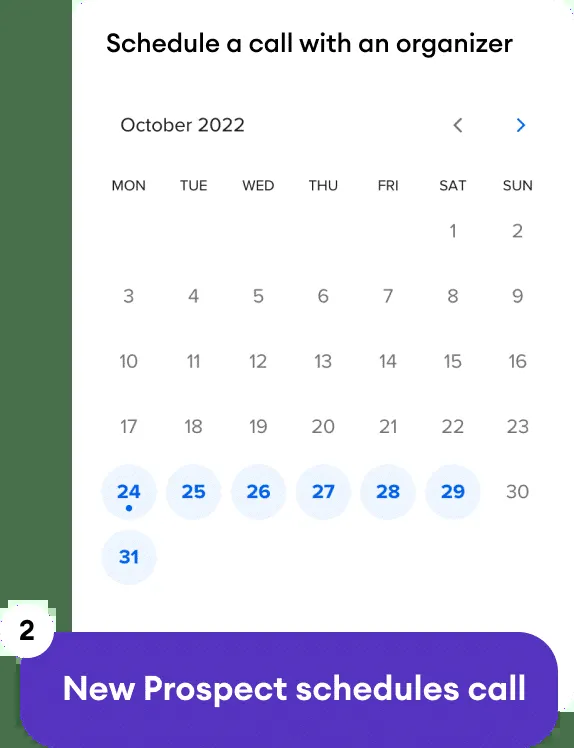 Schedule a call with an organizer
October 2022
MON TUE WED THU FRI SAT SUN
1 2
3 4 5 6 7 8 9
10 11 12 13 14 15 16
17 18 19 20 21 22 23
24 25 26 27 28 29 30
31
2
New Prospect schedules call